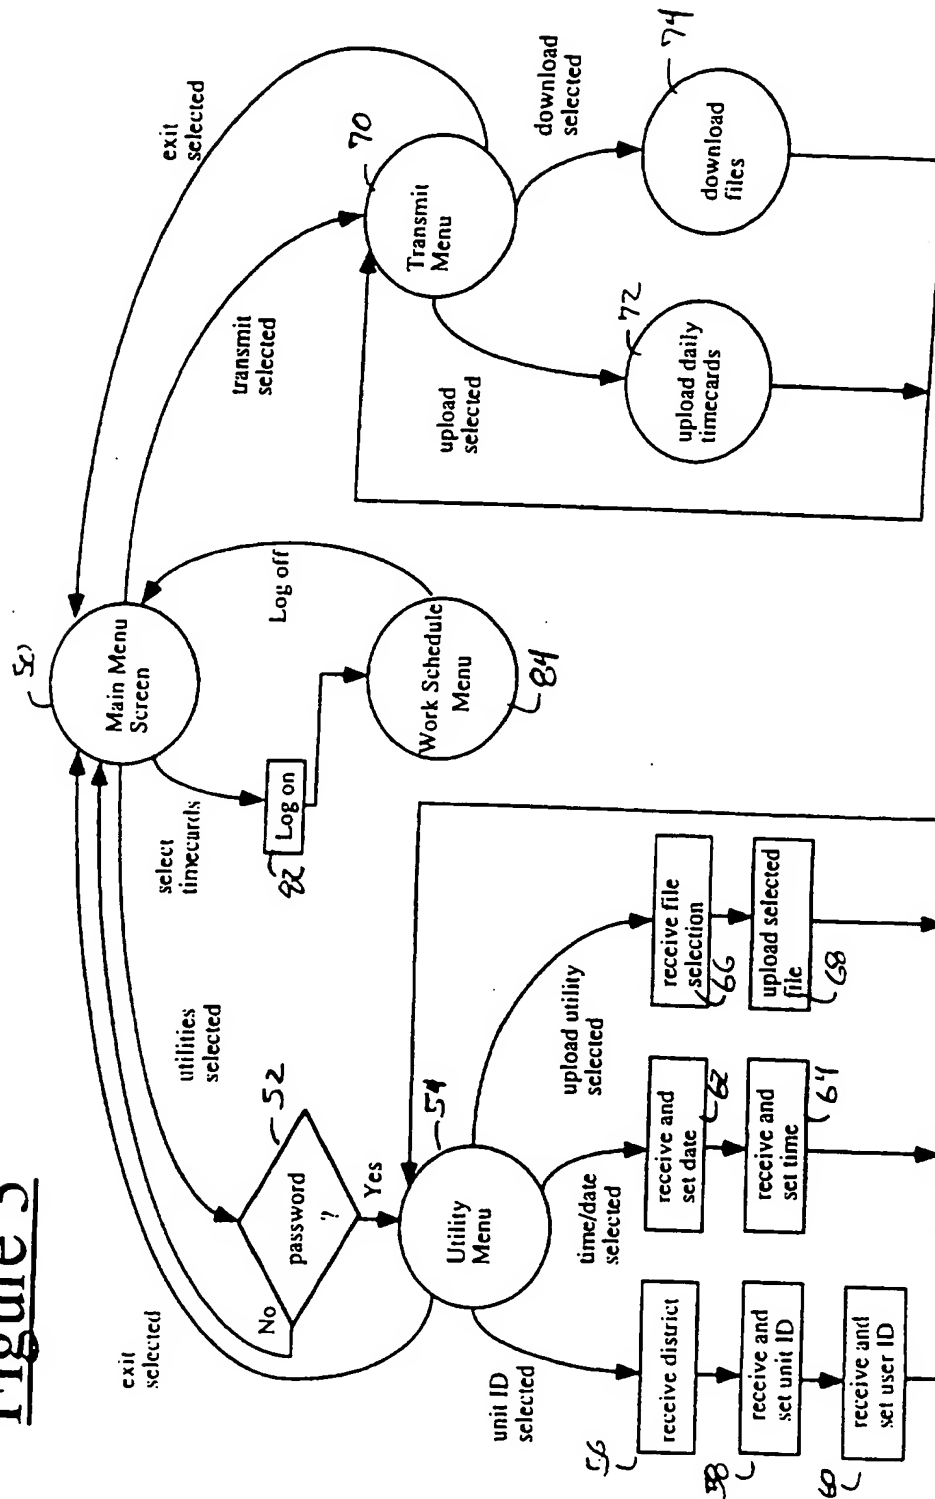 Figure 3
exit
selected
50
Main Menu
Screen
transmit
selected
70
Transmit
Menu
download
selected
74
download
files
upload
selected
72
upload daily
timecards
Log off
select
timecards
82
Log on
Work Schedule
Menu
84
utilities
selected
exit
selected
52
password
?
No
Yes
54
Utility
Menu
upload utility
selected
receive file
selection
66
upload selected
file
68
time/date
selected
receive and
set date
62
receive and
set time
64
unit ID
selected
56
receive district
58
receive and
set unit ID
60
receive and
set user ID